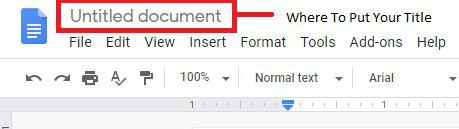 Untitled document Where To Put Your Title
File Edit View Insert Format Tools Add-ons Help
100% Normal text Arial
1 1